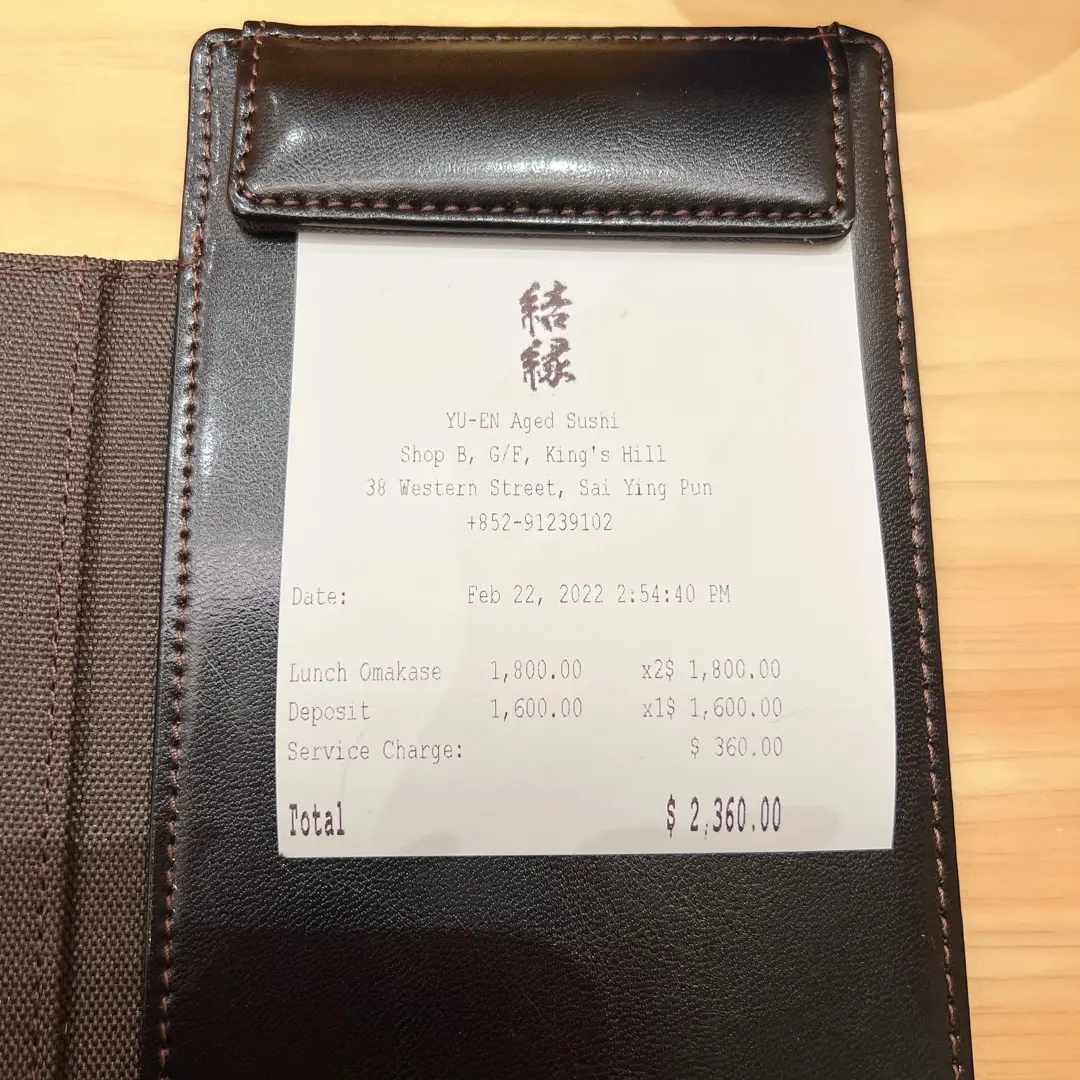 結
縁
YU-EN Aged Sushi
Shop B, G/F, King's Hill
38 Western Street, Sai Ying Pun
+852-91239102
Date: Feb 22, 2022 2:54:40 PM
Lunch Omakase 1,800.00 x2$ 1,800.00
Deposit 1,600.00 x1$ 1,600.00
Service Charge: $ 360.00
Total $ 2,360.00